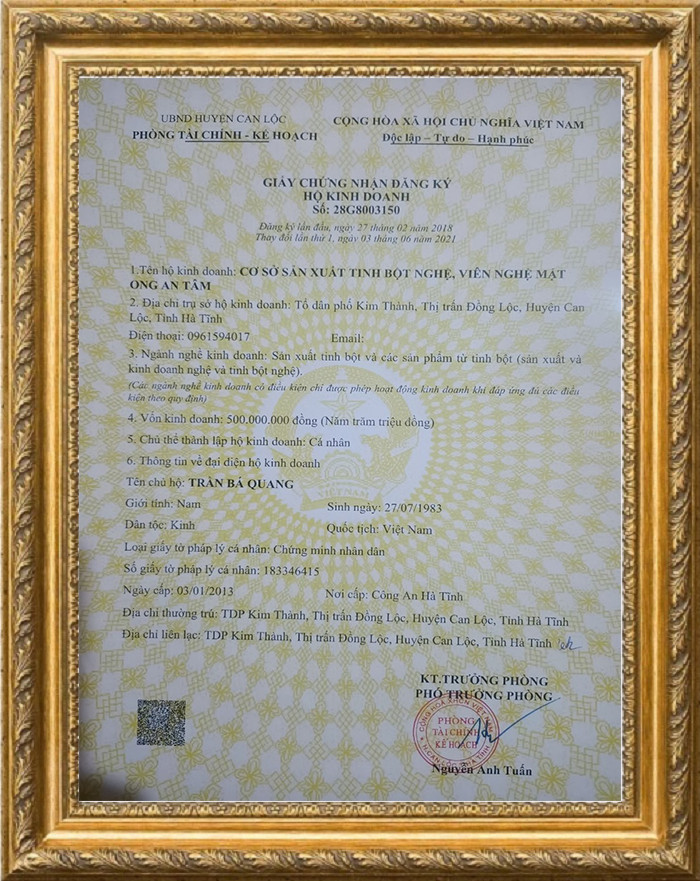 UBND HUYỆN CAN LỘC
PHÒNG TÀI CHÍNH - KẾ HOẠCH
CỘNG HÒA XÃ HỘI CHỦ NGHĨA VIỆT NAM
Độc lập – Tự do – Hạnh phúc
GIẤY CHỨNG NHẬN ĐĂNG KÝ
HỘ KINH DOANH
Số: 28G8003150
Đăng ký lần đầu, ngày 27 tháng 02 năm 2018
Thay đổi lần thứ 1, ngày 03 tháng 06 năm 2021
1.Tên hộ kinh doanh: CƠ SỞ SẢN XUẤT TINH BỘT NGHỆ, VIÊN NGHỆ MẬT
ONG AN TÂM
2. Địa chỉ trụ sở hộ kinh doanh: Tổ dân phố Kim Thành, Thị trấn Đồng Lộc, Huyện Can
Lộc, Tỉnh Hà Tĩnh
Điện thoại: 0961594017 Email:
3. Ngành nghề kinh doanh: Sản xuất tinh bột và các sản phẩm từ tinh bột (sản xuất và
kinh doanh nghệ và tinh bột nghệ).
(Các ngành nghề kinh doanh có điều kiện chỉ được phép hoạt động kinh doanh khi đáp ứng đủ các điều
kiện theo quy định)
4. Vốn kinh doanh: 500.000.000 đồng (Năm trăm triệu đồng)
5. Chủ thể thành lập hộ kinh doanh: Cá nhân
6. Thông tin về đại diện hộ kinh doanh
Tên chủ hộ: TRẦN BÁ QUANG
Giới tính: Nam Sinh ngày: 27/07/1983
Dân tộc: Kinh Quốc tịch: Việt Nam
Loại giấy tờ pháp lý cá nhân: Chứng minh nhân dân
Số giấy tờ pháp lý cá nhân: 183346415
Ngày cấp: 03/01/2013 Nơi cấp: Công An Hà Tĩnh
Địa chỉ thường trú: TDP Kim Thành, Thị trấn Đồng Lộc, Huyện Can Lộc, Tỉnh Hà Tĩnh
Địa chỉ liên lạc: TDP Kim Thành, Thị trấn Đồng Lộc, Huyện Can Lộc, Tỉnh Hà Tĩnh
KT.TRƯỞNG PHÒNG
PHÓ TRƯỞNG PHÒNG
PHÒNG
TÀI CHÍNH
KẾ HOẠCH
Nguyễn Anh Tuấn